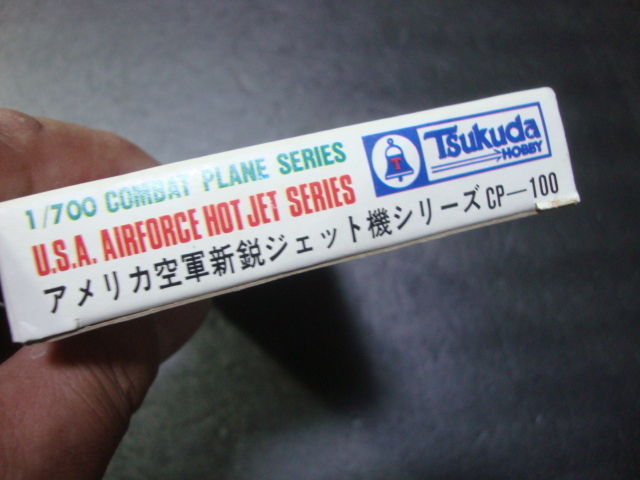 1/700 COMBAT PLANE SERIES
U.S.A. AIRFORCE HOT JET SERIES
アメリカ空軍新鋭ジェット機シリーズ CP—100
T
Tsukuda
HOBBY